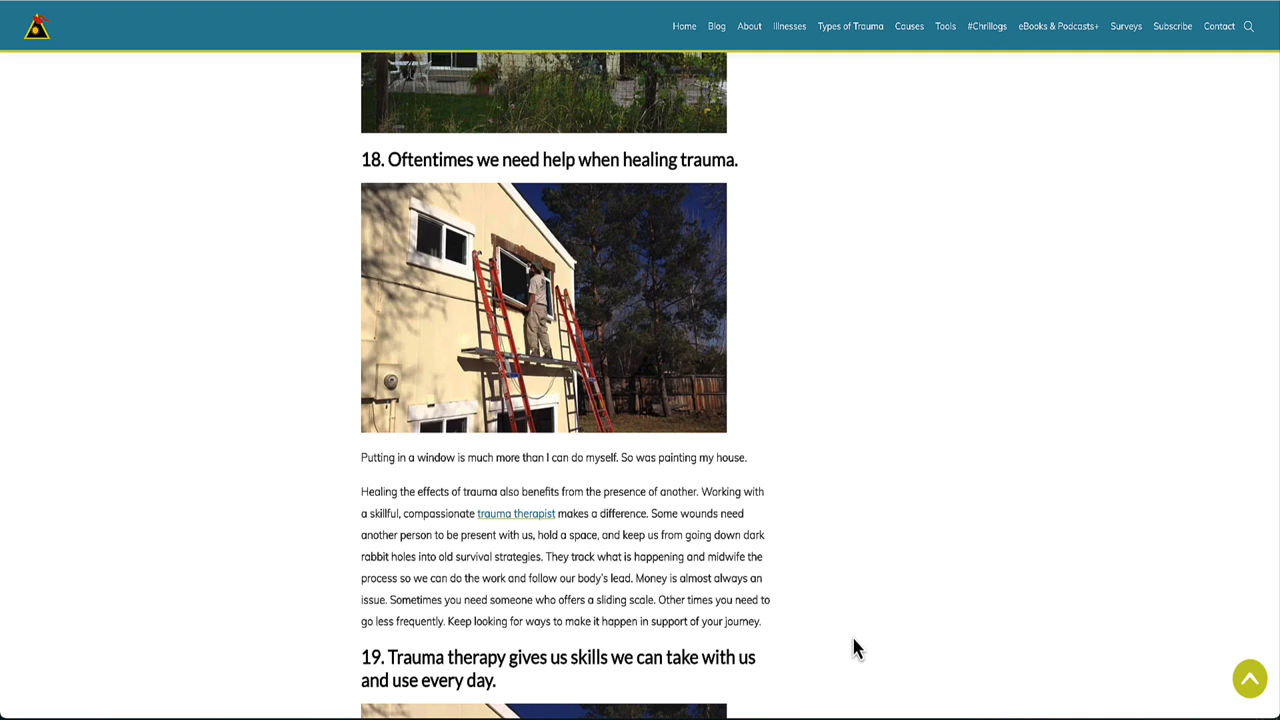 Home Blog About Illnesses Types of Trauma Causes Tools #Chrillogs eBooks & Podcasts+ Surveys Subscribe Contact
18. Oftentimes we need help when healing trauma.
Putting in a window is much more than I can do myself. So was painting my house.
Healing the effects of trauma also benefits from the presence of another. Working with
a skillful, compassionate trauma therapist makes a difference. Some wounds need
another person to be present with us, hold a space, and keep us from going down dark
rabbit holes into old survival strategies. They track what is happening and midwife the
process so we can do the work and follow our body's lead. Money is almost always an
issue. Sometimes you need someone who offers a sliding scale. Other times you need to
go less frequently. Keep looking for ways to make it happen in support of your journey.
19. Trauma therapy gives us skills we can take with us
and use every day.